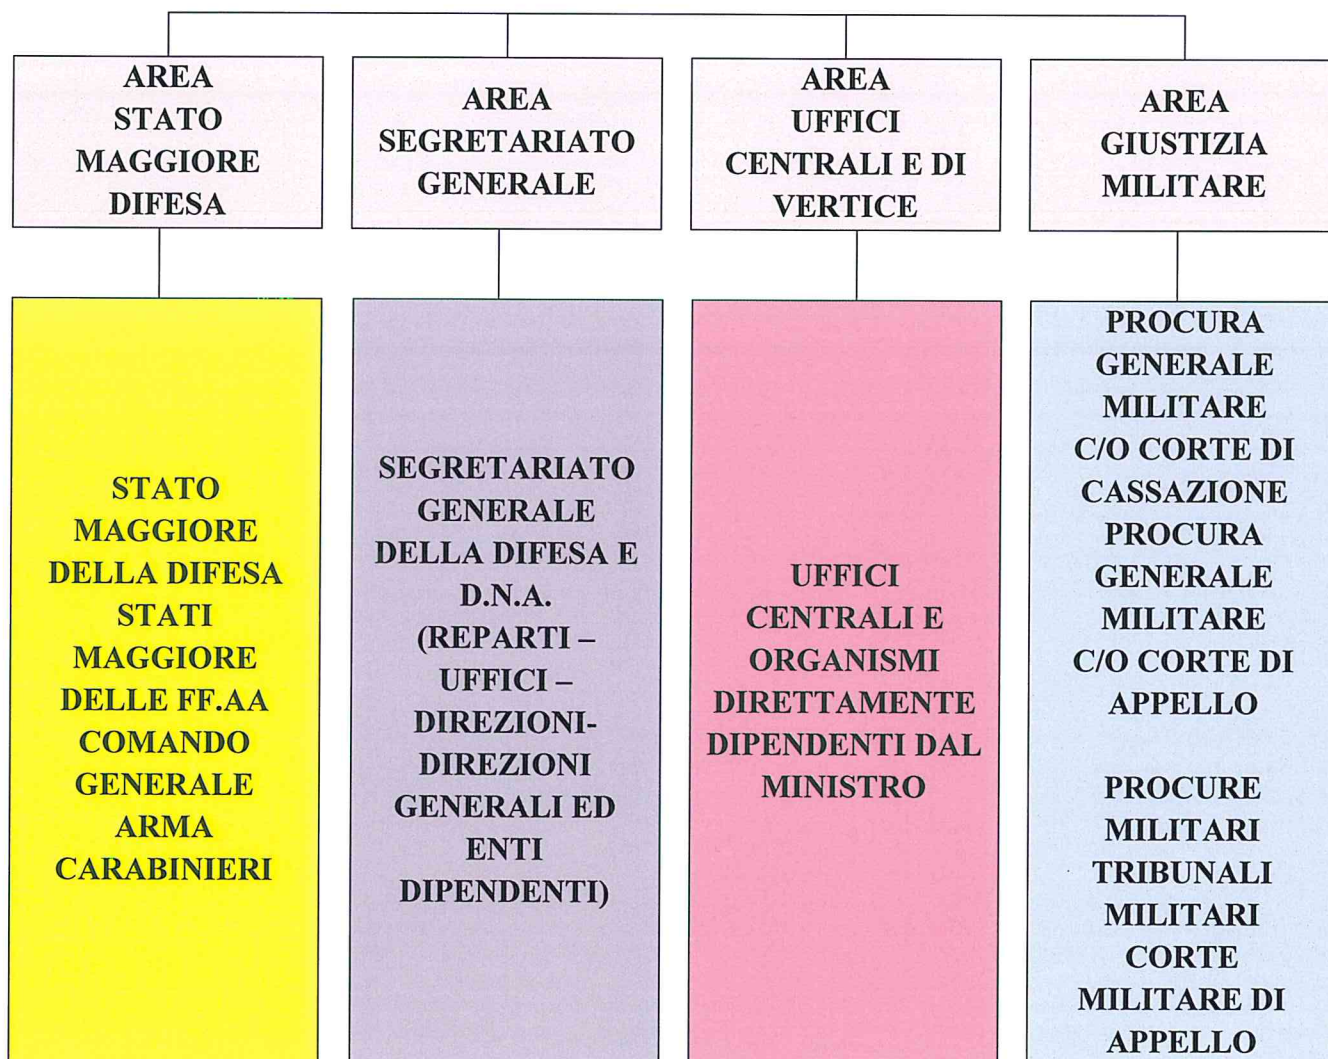 AREA
STATO
MAGGIORE
DIFESA
AREA
SEGRETARIATO
GENERALE
AREA
UFFICI
CENTRALI E DI
VERTICE
AREA
GIUSTIZIA
MILITARE
STATO
MAGGIORE
DELLA DIFESA
STATI
MAGGIORE
DELLE FF.AA
COMANDO
GENERALE
ARMA
CARABINIERI
SEGRETARIATO
GENERALE
DELLA DIFESA E
D.N.A.
(REPARTI –
UFFICI –
DIREZIONI-
DIREZIONI
GENERALI ED
ENTI
DIPENDENTI)
UFFICI
CENTRALI E
ORGANISMI
DIRETTAMENTE
DIPENDENTI DAL
MINISTRO
PROCURA
GENERALE
MILITARE
C/O CORTE DI
CASSAZIONE
PROCURA
GENERALE
MILITARE
C/O CORTE DI
APPELLO
PROCURE
MILITARI
TRIBUNALI
MILITARI
CORTE
MILITARE DI
APPELLO